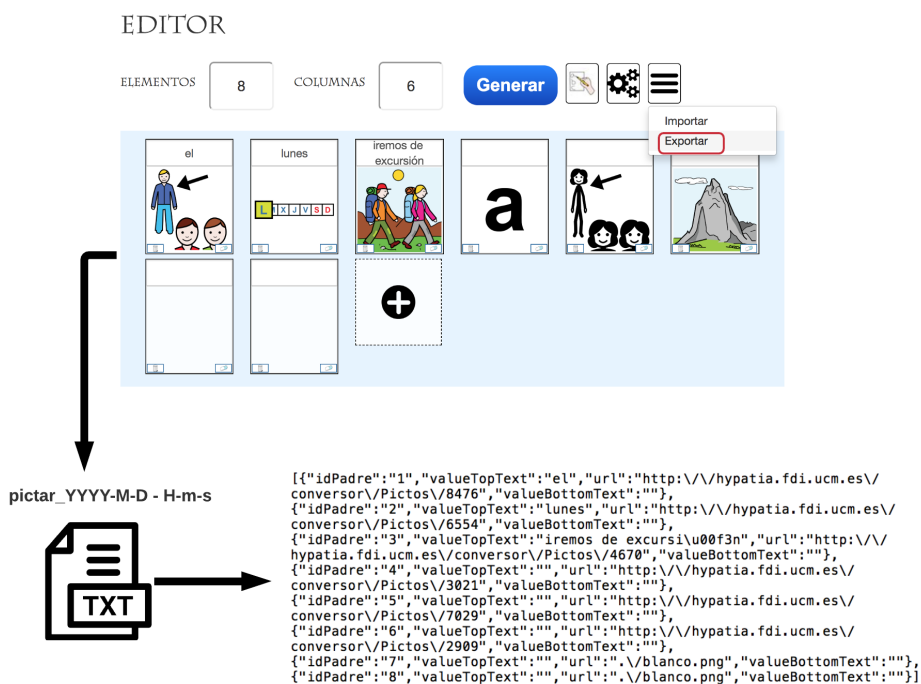 EDITOR
ELEMENTOS 8 COLUMNAS 6 Generar
Importar
Exportar
el
lunes
iremos de
excursión
L X J V S D
a
pictar_YYYY-M-D - H-m-s
TXT
[{"idPadre":"1","valueTopText":"el","url":"http:\/\/hypatia.fdi.ucm.es\/
conversor\/Pictos\/8476","valueBottomText":""},
{"idPadre":"2","valueTopText":"lunes","url":"http:\/\/hypatia.fdi.ucm.es\/
conversor\/Pictos\/6554","valueBottomText":""},
{"idPadre":"3","valueTopText":"iremos de excursi\u00f3n","url":"http:\/\/
hypatia.fdi.ucm.es\/conversor\/Pictos\/4670","valueBottomText":""},
{"idPadre":"4","valueTopText":"","url":"http:\/\/hypatia.fdi.ucm.es\/
conversor\/Pictos\/3021","valueBottomText":""},
{"idPadre":"5","valueTopText":"","url":"http:\/\/hypatia.fdi.ucm.es\/
conversor\/Pictos\/7029","valueBottomText":""},
{"idPadre":"6","valueTopText":"","url":"http:\/\/hypatia.fdi.ucm.es\/
conversor\/Pictos\/2909","valueBottomText":""},
{"idPadre":"7","valueTopText":"","url":".\/blanco.png","valueBottomText":""},
{"idPadre":"8","valueTopText":"","url":".\/blanco.png","valueBottomText":""}]